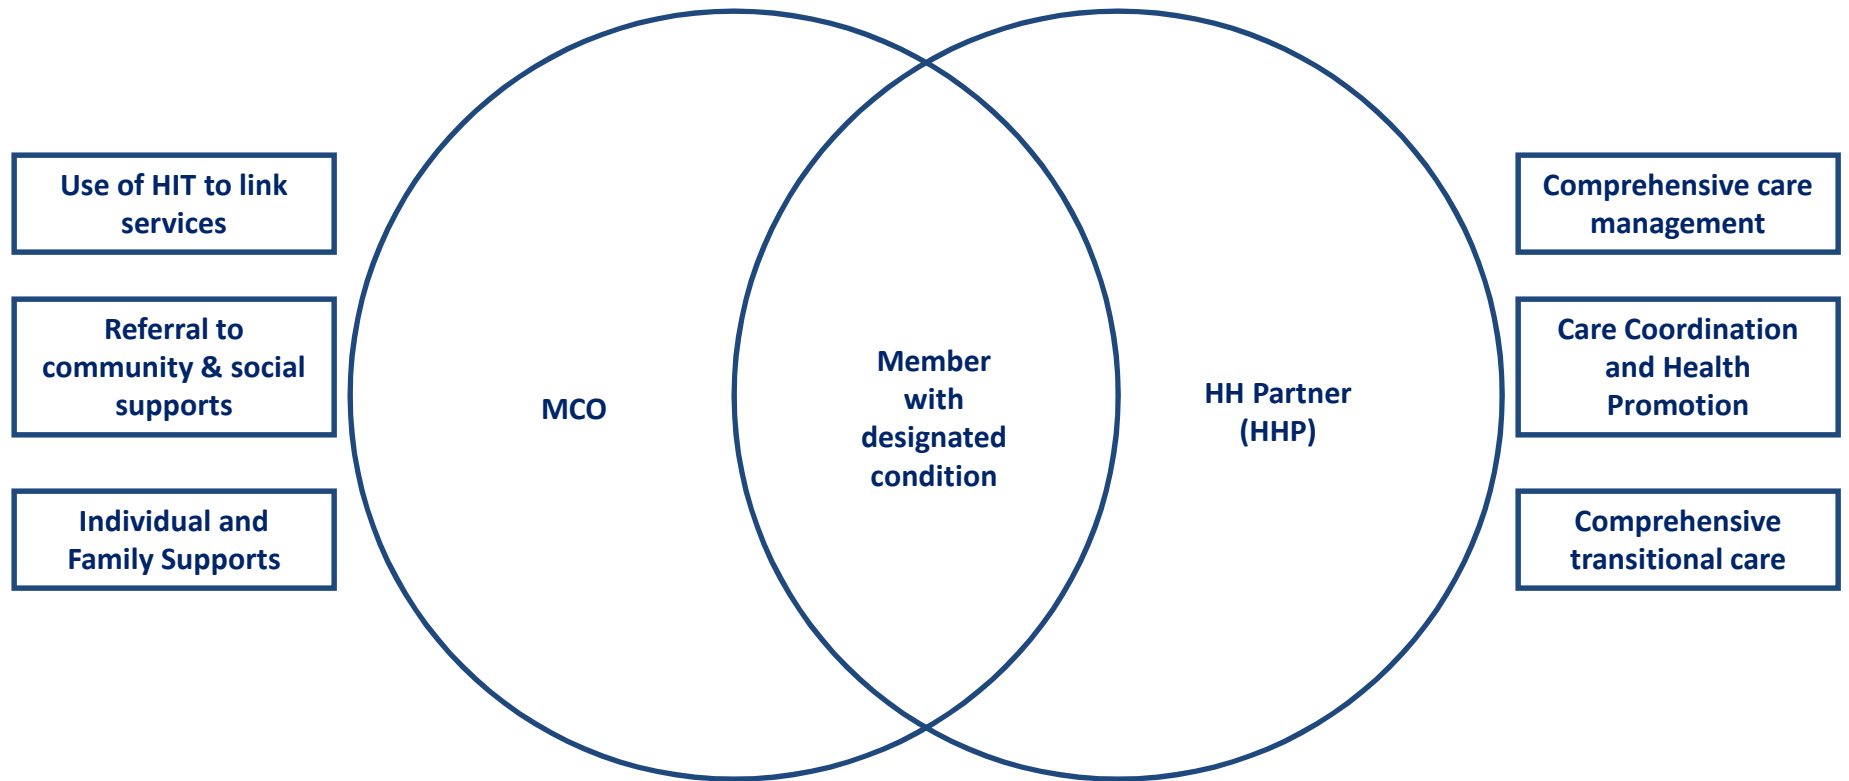 Use of HIT to link
services
Referral to
community & social
supports
Individual and
Family Supports
MCO
Member
with
designated
condition
HH Partner
(HHP)
Comprehensive care
management
Care Coordination
and Health
Promotion
Comprehensive
transitional care